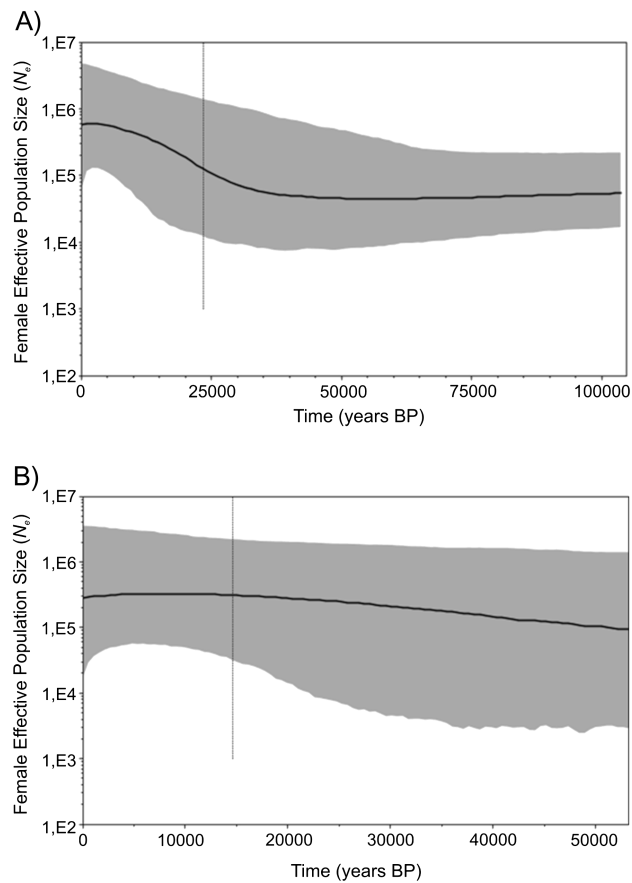 A)
Female Effective Population Size (Ne)
1,E7
1,E6
1,E5
1,E4
1,E3
1,E2
0 25000 50000 75000 100000
Time (years BP)
B)
Female Effective Population Size (Ne)
1,E7
1,E6
1,E5
1,E4
1,E3
1,E2
0 10000 20000 30000 40000 50000
Time (years BP)